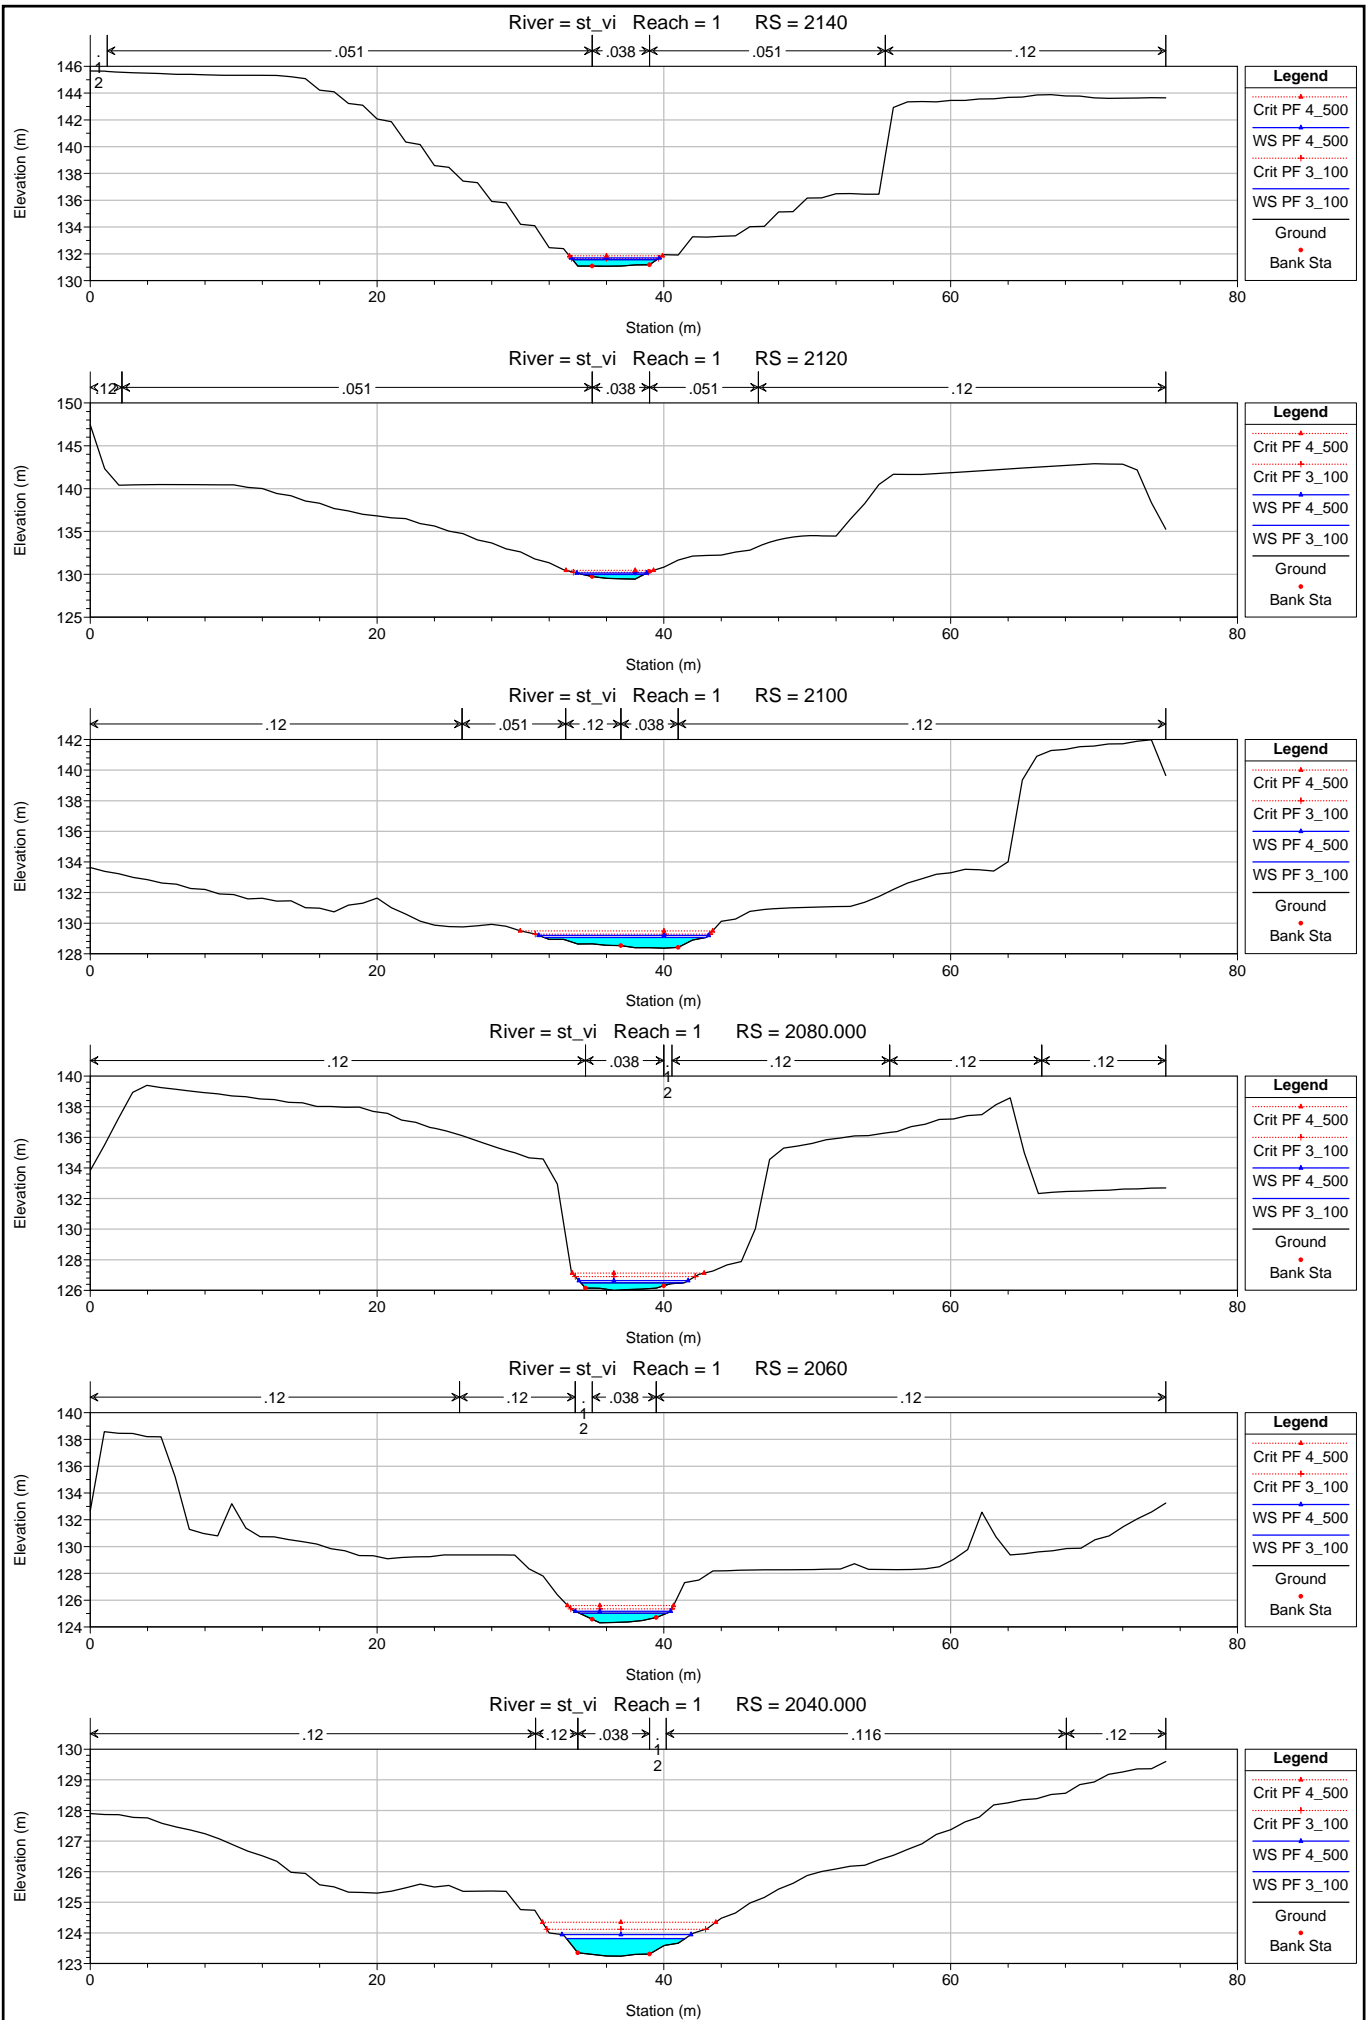 River = st_vi Reach = 1 RS = 2140
.12 .051 .038 .051 .12
146
144
142
140
138
136
134
132
130
0 20 40 60 80
Elevation (m)
Station (m)
Legend
Crit PF 4_500
WS PF 4_500
Crit PF 3_100
WS PF 3_100
Ground
Bank Sta
River = st_vi Reach = 1 RS = 2120
.12 .051 .038 .051 .12
150
145
140
135
130
125
0 20 40 60 80
Elevation (m)
Station (m)
Legend
Crit PF 4_500
Crit PF 3_100
WS PF 4_500
WS PF 3_100
Ground
Bank Sta
River = st_vi Reach = 1 RS = 2100
.12 .051 .12 .038 .12
142
140
138
136
134
132
130
128
0 20 40 60 80
Elevation (m)
Station (m)
Legend
Crit PF 4_500
Crit PF 3_100
WS PF 4_500
WS PF 3_100
Ground
Bank Sta
River = st_vi Reach = 1 RS = 2080.000
.12 .038 .12 .12 .12 .12
140
138
136
134
132
130
128
126
0 20 40 60 80
Elevation (m)
Station (m)
Legend
Crit PF 4_500
Crit PF 3_100
WS PF 4_500
WS PF 3_100
Ground
Bank Sta
River = st_vi Reach = 1 RS = 2060
.12 .12 .12 .038 .12
140
138
136
134
132
130
128
126
124
0 20 40 60 80
Elevation (m)
Station (m)
Legend
Crit PF 4_500
Crit PF 3_100
WS PF 4_500
WS PF 3_100
Ground
Bank Sta
River = st_vi Reach = 1 RS = 2040.000
.12 .12 .038 .12 .116 .12
130
129
128
127
126
125
124
123
0 20 40 60 80
Elevation (m)
Station (m)
Legend
Crit PF 4_500
Crit PF 3_100
WS PF 4_500
WS PF 3_100
Ground
Bank Sta